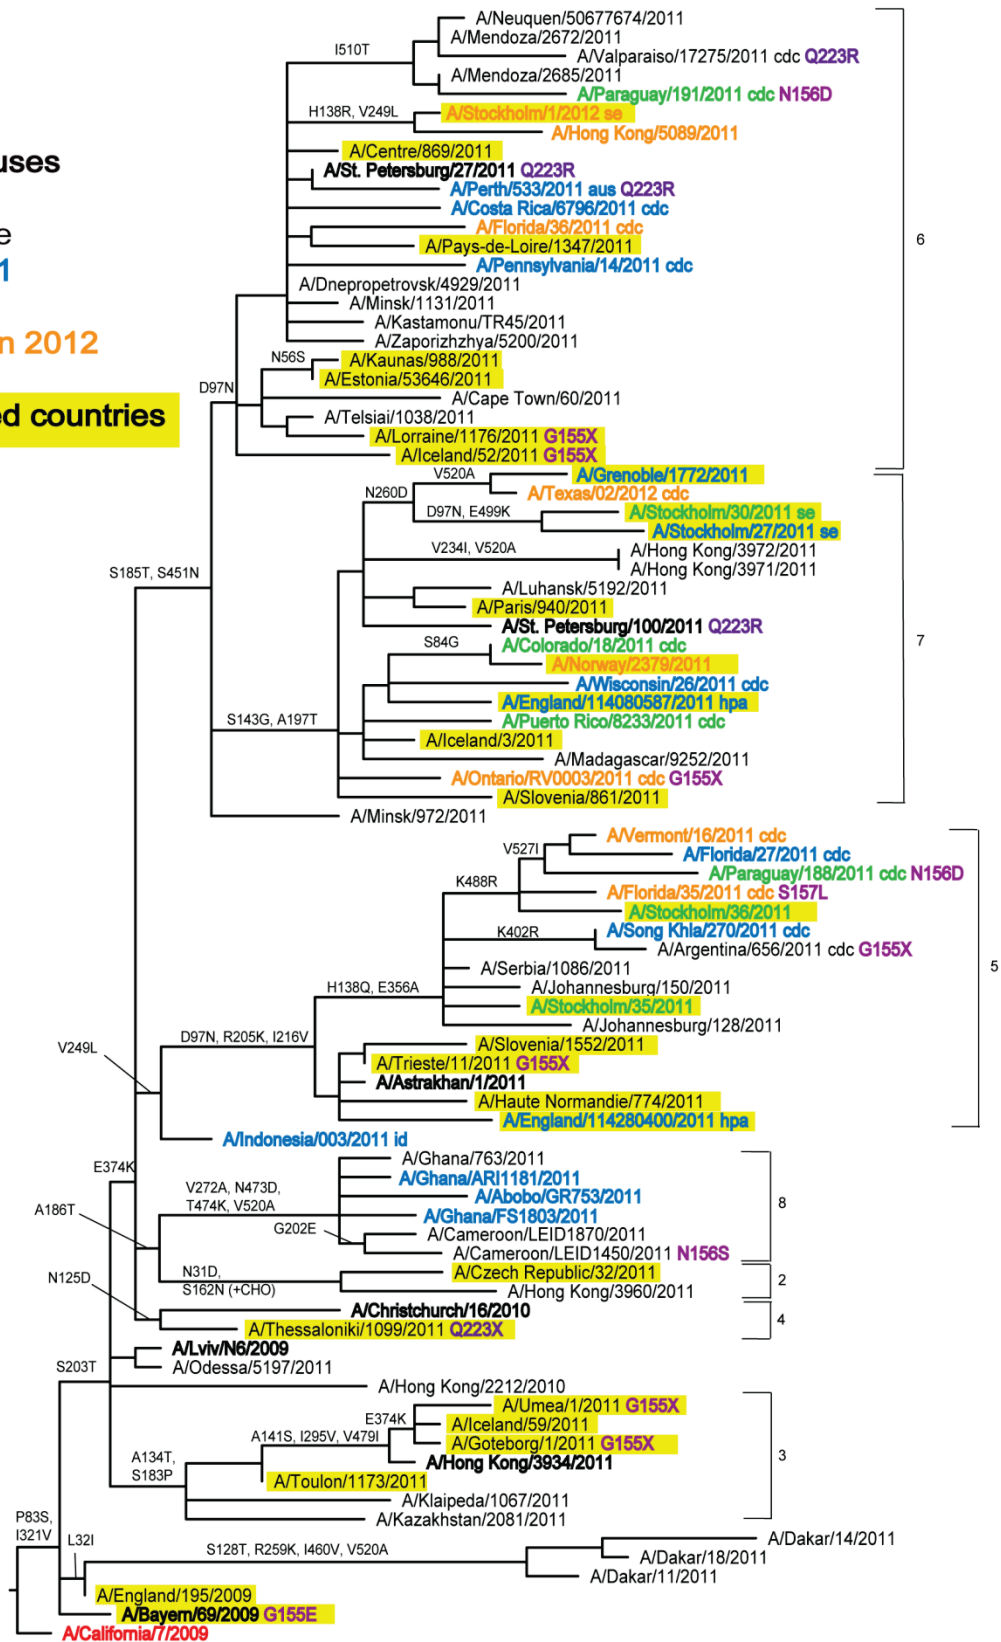 A/Neuquen/50677674/2011
A/Mendoza/2672/2011
I510T
A/Valparaiso/17275/2011 cdc Q223R
A/Mendoza/2685/2011
A/Paraguay/191/2011 cdc N156D
H138R, V249L
A/Stockholm/1/2012 se
A/Hong Kong/5089/2011
A/Centre/869/2011
uses
A/St. Petersburg/27/2011 Q223R
A/Perth/533/2011 aus Q223R
A/Costa Rica/6796/2011 cdc
A/Florida/36/2011 cdc
e
A/Pays-de-Loire/1347/2011
6
A/Pennsylvania/14/2011 cdc
1
A/Dnepropetrovsk/4929/2011
A/Minsk/1131/2011
A/Kastamonu/TR45/2011
n 2012
A/Zaporizhzhya/5200/2011
N56S
A/Kaunas/988/2011
A/Estonia/53646/2011
D97N
A/Cape Town/60/2011
ed countries
A/Telsiai/1038/2011
A/Lorraine/1176/2011 G155X
A/Iceland/52/2011 G155X
V520A
A/Grenoble/1772/2011
N260D
A/Texas/02/2012 cdc
D97N, E499K
A/Stockholm/30/2011 se
A/Stockholm/27/2011 se
V234I, V520A
A/Hong Kong/3972/2011
A/Hong Kong/3971/2011
S185T, S451N
A/Luhansk/5192/2011
A/Paris/940/2011
A/St. Petersburg/100/2011 Q223R
S84G
A/Colorado/18/2011 cdc
7
A/Norway/2379/2011
A/Wisconsin/26/2011 cdc
A/England/114080587/2011 hpa
S143G, A197T
A/Puerto Rico/8233/2011 cdc
A/Iceland/3/2011
A/Madagascar/9252/2011
A/Ontario/RV0003/2011 cdc G155X
A/Slovenia/861/2011
A/Minsk/972/2011
A/Vermont/16/2011 cdc
V527I
A/Florida/27/2011 cdc
A/Paraguay/188/2011 cdc N156D
K488R
A/Florida/35/2011 cdc S157L
A/Stockholm/36/2011
K402R
A/Song Khla/270/2011 cdc
A/Argentina/656/2011 cdc G155X
A/Serbia/1086/2011
5
H138Q, E356A
A/Johannesburg/150/2011
A/Stockholm/35/2011
A/Johannesburg/128/2011
D97N, R205K, I216V
A/Slovenia/1552/2011
V249L
A/Trieste/11/2011 G155X
A/Astrakhan/1/2011
A/Haute Normandie/774/2011
A/England/114280400/2011 hpa
A/Indonesia/003/2011 id
A/Ghana/763/2011
E374K
A/Ghana/ARI1181/2011
V272A, N473D,
T474K, V520A
A/Abobo/GR753/2011
8
A186T
A/Ghana/FS1803/2011
G202E
A/Cameroon/LEID1870/2011
A/Cameroon/LEID1450/2011 N156S
N125D
N31D,
S162N (+CHO)
A/Czech Republic/32/2011
2
A/Hong Kong/3960/2011
A/Christchurch/16/2010
4
A/Thessaloniki/1099/2011 Q223X
A/Lviv/N6/2009
S203T
A/Odessa/5197/2011
A/Hong Kong/2212/2010
A/Umea/1/2011 G155X
E374K
A/Iceland/59/2011
A141S, I295V, V479I
A/Goteborg/1/2011 G155X
A134T,
S183P
A/Hong Kong/3934/2011
3
A/Toulon/1173/2011
A/Klaipeda/1067/2011
A/Kazakhstan/2081/2011
P83S,
I321V
L32I
A/Dakar/14/2011
S128T, R259K, I460V, V520A
A/Dakar/18/2011
A/Dakar/11/2011
A/England/195/2009
A/Bayern/69/2009 G155E
A/California/7/2009